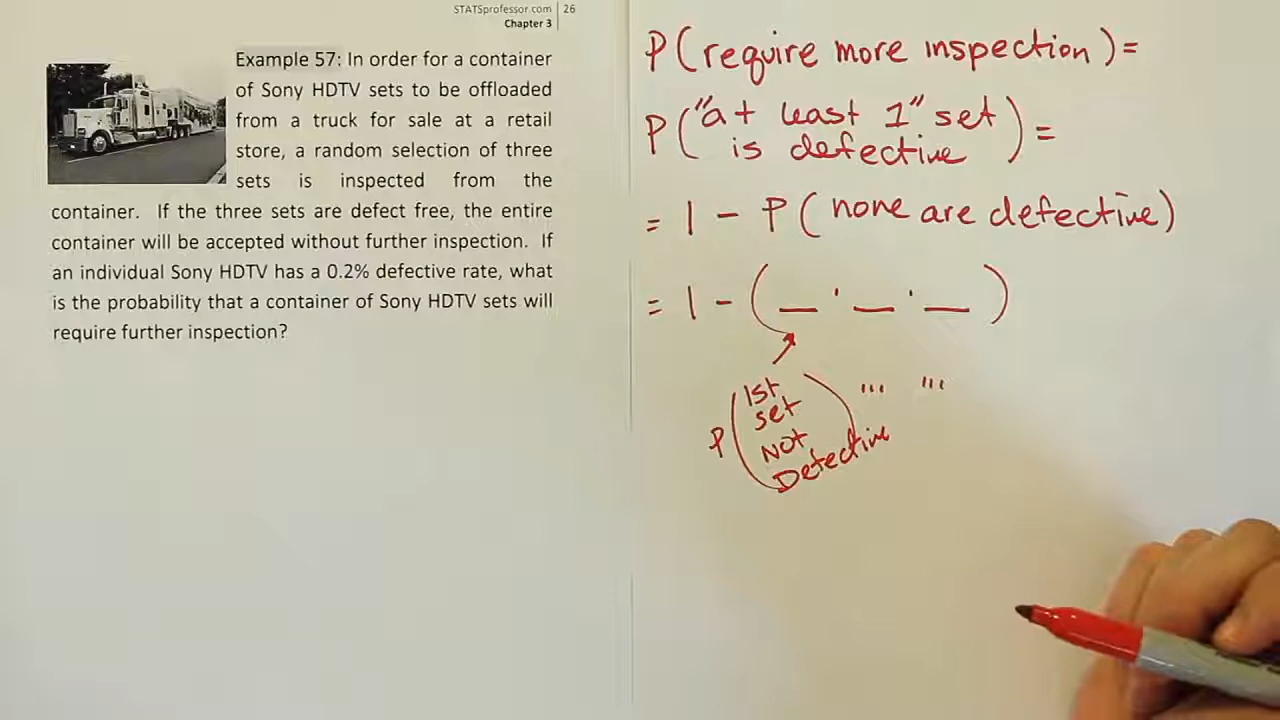 STATSprofessor.com | 26
Chapter 3
Example 57: In order for a container
of Sony HDTV sets to be offloaded
from a truck for sale at a retail
store, a random selection of three
sets is inspected from the
container. If the three sets are defect free, the entire
container will be accepted without further inspection. If
an individual Sony HDTV has a 0.2% defective rate, what
is the probability that a container of Sony HDTV sets will
require further inspection?
P(require more inspection) =
P("at least 1" set
is defective) =
= 1 - P(none are defective)
= 1 - (_ · _ · _)
1st
set
P(Not
Defective)
... ...